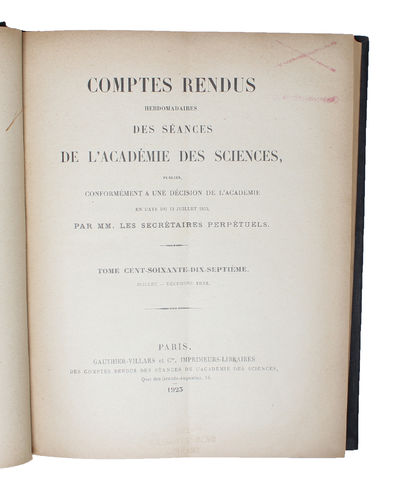 COMPTES RENDUS
HEBDOMADAIRES
DES SÉANCES
DE L'ACADÉMIE DES SCIENCES,
PUBLIÉS,
CONFORMÉMENT A UNE DÉCISION DE L'ACADÉMIE
EN DATE DU 13 JUILLET 1835,
PAR MM. LES SECRÉTAIRES PERPÉTUELS.
TOME CENT-SOIXANTE-DIX-SEPTIÈME.
JUILLET — DÉCEMBRE 1923.
PARIS,
GAUTHIER-VILLARS et Cie, IMPRIMEURS-LIBRAIRES
DES COMPTES RENDUS DES SÉANCES DE L'ACADÉMIE DES SCIENCES,
Quai des Grands-Augustins, 55.
1923